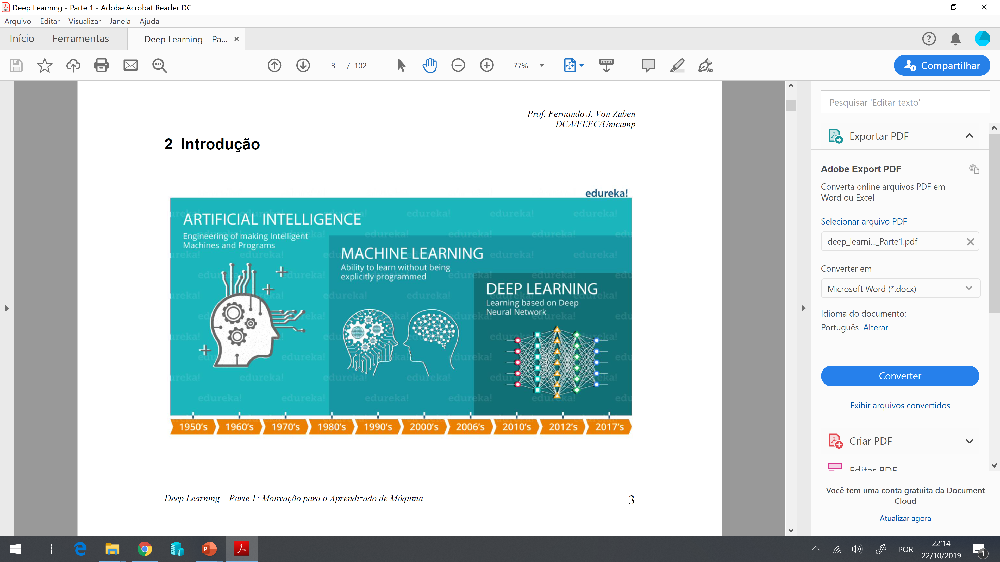 Deep Learning - Parte 1 - Adobe Acrobat Reader DC
Arquivo Editar Visualizar Janela Ajuda
Início Ferramentas Deep Learning - Pa...
3 / 102 77% Compartilhar
Prof. Fernando J. Von Zuben
DCA/FEEC/Unicamp
2 Introdução
edureka!
ARTIFICIAL INTELLIGENCE
Engineering of making Intelligent
Machines and Programs
MACHINE LEARNING
Ability to learn without being
explicitly programmed
DEEP LEARNING
Learning based on Deep
Neural Network
1950's 1960's 1970's 1980's 1990's 2000's 2006's 2010's 2012's 2017's
Deep Learning – Parte 1: Motivação para o Aprendizado de Máquina 3
Pesquisar 'Editar texto'
Exportar PDF
Adobe Export PDF
Converta online arquivos PDF em
Word ou Excel
Selecionar arquivo PDF
deep_learni..._Parte1.pdf
Converter em
Microsoft Word (*.docx)
Idioma do documento:
Português Alterar
Converter
Exibir arquivos convertidos
Criar PDF
Editar PDF
Você tem uma conta gratuita da Document
Cloud
Atualizar agora
POR
22:14
22/10/2019
1